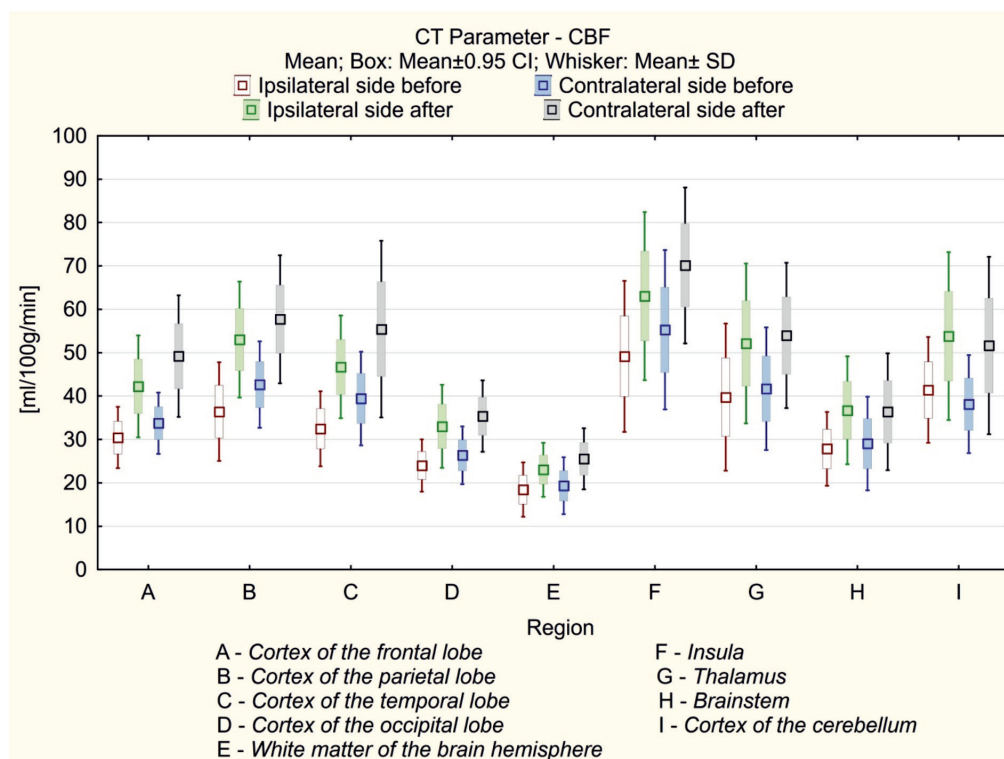 CT Parameter - CBF
Mean; Box: Mean±0.95 CI; Whisker: Mean± SD
Ipsilateral side before Contralateral side before
Ipsilateral side after Contralateral side after
[ml/100g/min]
100
90
80
70
60
50
40
30
20
10
0
A B C D E F G H I
Region
A - Cortex of the frontal lobe F - Insula
B - Cortex of the parietal lobe G - Thalamus
C - Cortex of the temporal lobe H - Brainstem
D - Cortex of the occipital lobe I - Cortex of the cerebellum
E - White matter of the brain hemisphere